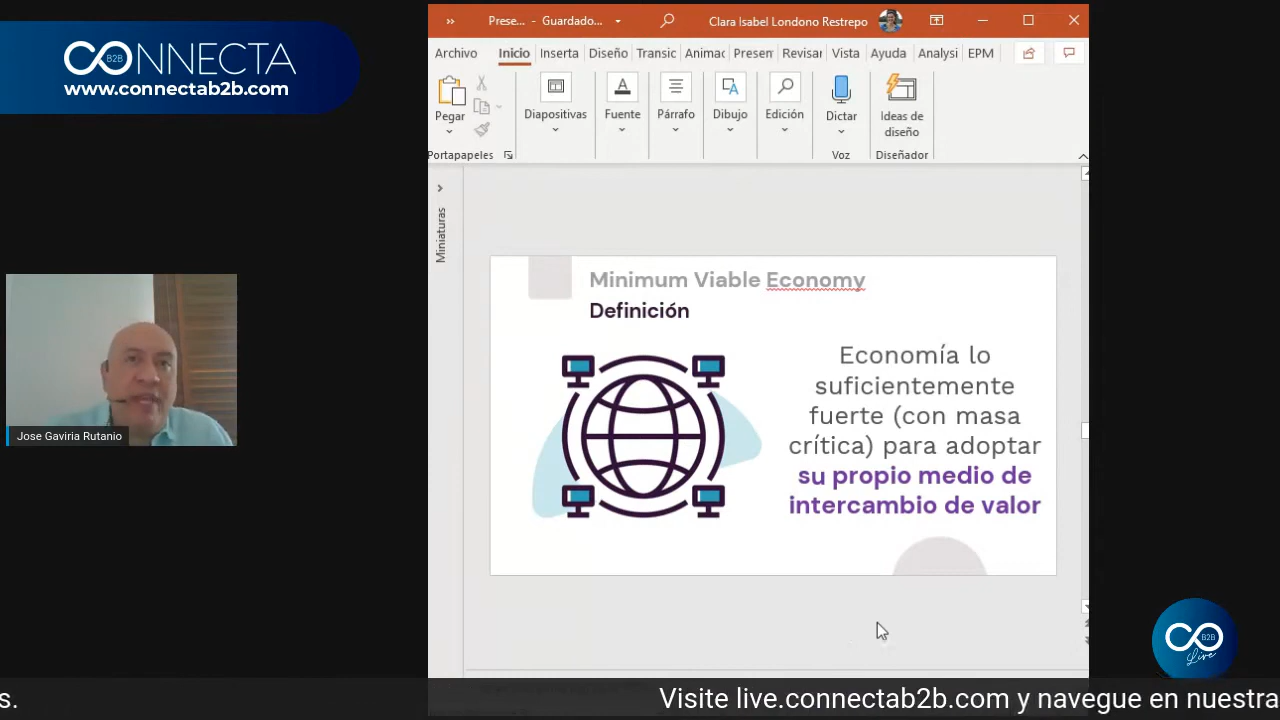 CONNECTA
B2B
www.connectab2b.com
Prese... - Guardado...
Clara Isabel Londono Restrepo
Archivo Inicio Inserta Diseño Transic Animac Presen Revisar Vista Ayuda Analysi EPM
Pegar
Diapositivas
Fuente
Párrafo
Dibujo
Edición
Dictar
Ideas de
diseño
Portapapeles
Voz
Diseñador
Miniaturas
Minimum Viable Economy
Definición
Economía lo
suficientemente
fuerte (con masa
crítica) para adoptar
su propio medio de
intercambio de valor
Jose Gaviria Rutanio
B2B
Live
s.
Visite live.connectab2b.com y navegue en nuestra